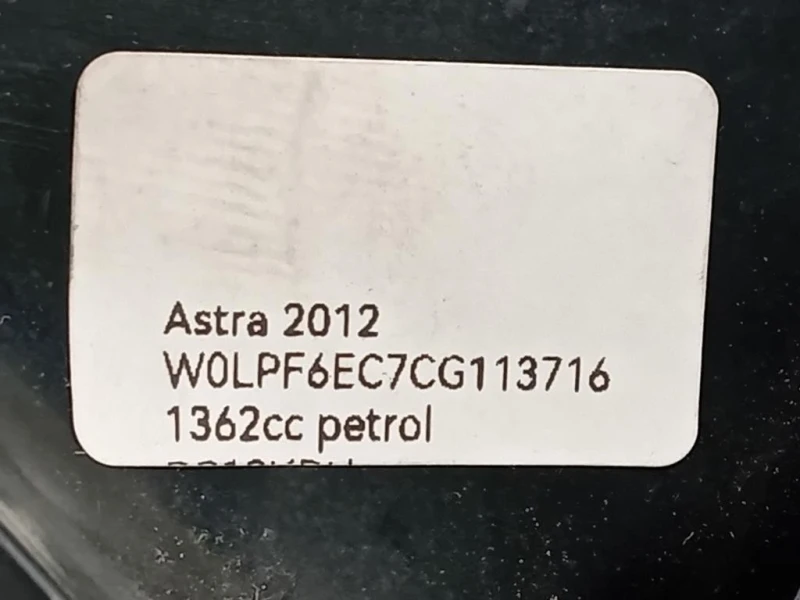 Astra 2012
W0LPF6EC7CG113716
1362cc petrol